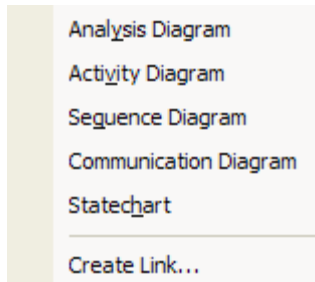 Analysis Diagram
Activity Diagram
Sequence Diagram
Communication Diagram
Statechart
Create Link...